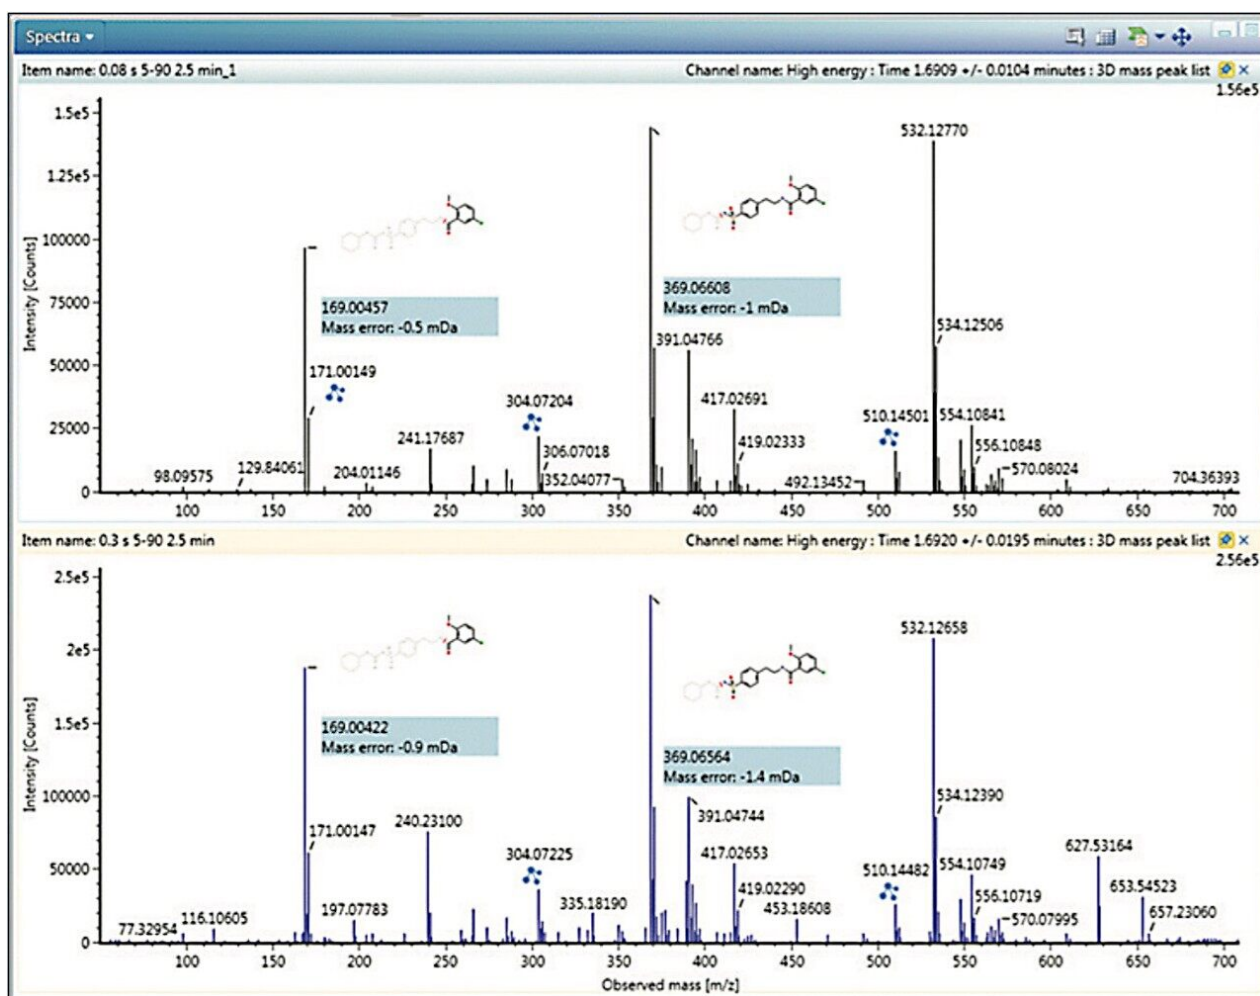 Spectra
Item name: 0.08 s 5-90 2.5 min_1 Channel name: High energy : Time 1.6909 +/- 0.0104 minutes : 3D mass peak list
1.56e5
1.5e5
532.12770
1.25e5
Intensity [Counts]
100000
75000
50000
25000
0
169.00457
Mass error: -0.5 mDa
369.06608
Mass error: -1 mDa
534.12506
391.04766
171.00149
304.07204
417.02691
510.14501
554.10841
241.17687
306.07018
419.02333
556.10848
98.09575
129.84061
204.01146
352.04077
492.13452
570.08024
704.36393
100 150 200 250 300 350 400 450 500 550 600 650 700
Item name: 0.3 s 5-90 2.5 min Channel name: High energy : Time 1.6920 +/- 0.0195 minutes : 3D mass peak list
2.56e5
2.5e5
532.12658
2e5
Intensity [Counts]
1.5e5
100000
50000
0
169.00422
Mass error: -0.9 mDa
369.06564
Mass error: -1.4 mDa
534.12390
240.23100
391.04744
171.00147
304.07225
417.02653
510.14482
554.10749
627.53164
653.54523
335.18190
419.02290
556.10719
197.07783
453.18608
657.23060
77.32954
116.10605
570.07995
100 150 200 250 300 350 400 450 500 550 600 650 700
Observed mass [m/z]